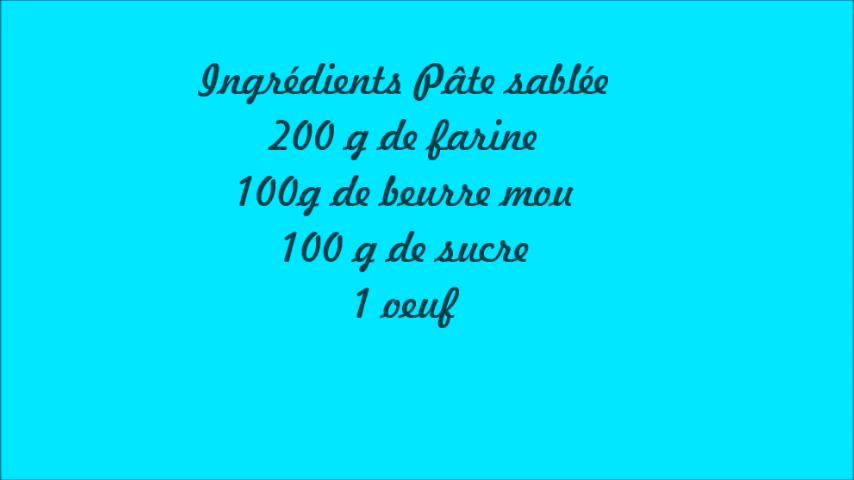 Ingrédients Pâte sablée
200 g de farine
100g de beurre mou
100 g de sucre
1 oeuf